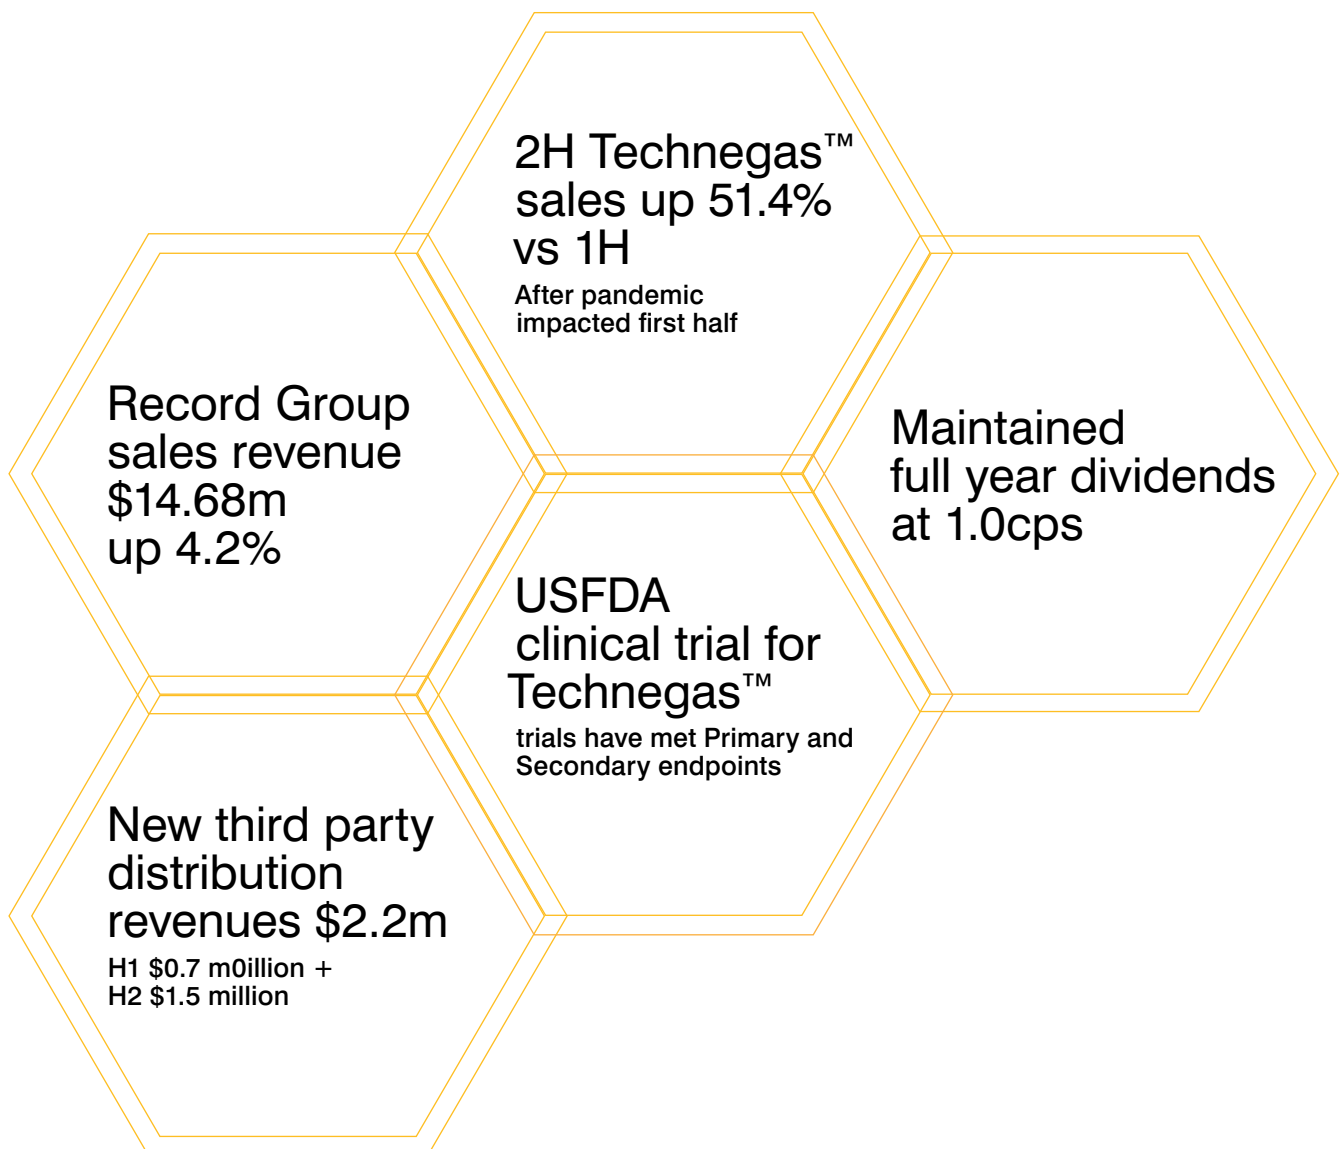 2H Technegas™
sales up 51.4%
vs 1H
After pandemic
impacted first half
Record Group
sales revenue
$14.68m
up 4.2%
Maintained
full year dividends
at 1.0cps
USFDA
clinical trial for
Technegas™
trials have met Primary and
Secondary endpoints
New third party
distribution
revenues $2.2m
H1 $0.7 m0illion +
H2 $1.5 million